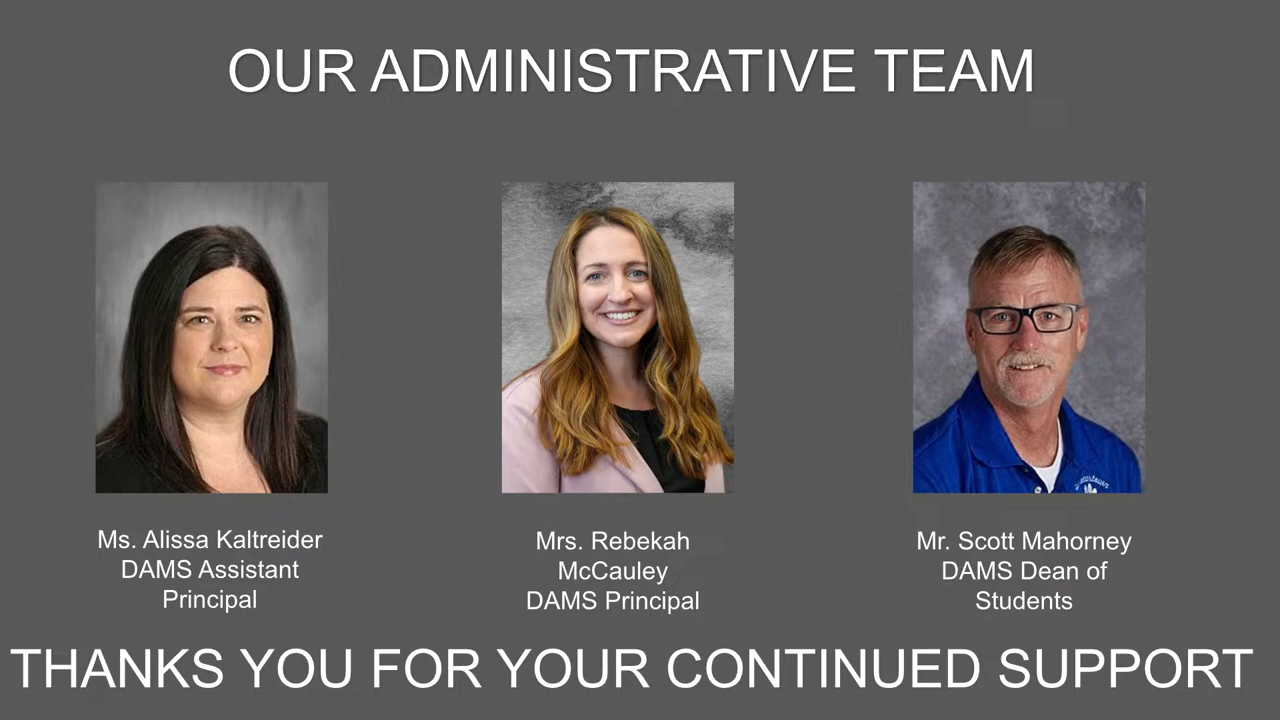 OUR ADMINISTRATIVE TEAM
Ms. Alissa Kaltreider
DAMS Assistant
Principal
Mrs. Rebekah
McCauley
DAMS Principal
Mr. Scott Mahorney
DAMS Dean of
Students
THANKS YOU FOR YOUR CONTINUED SUPPORT